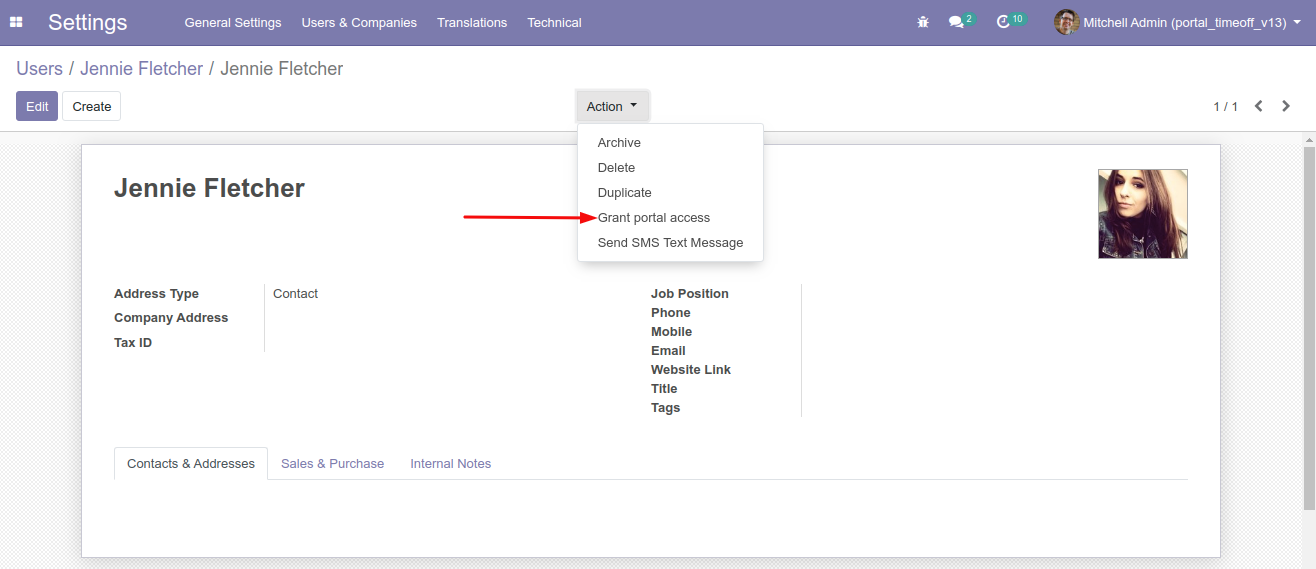 Settings General Settings Users & Companies Translations Technical 2 10 Mitchell Admin (portal_timeoff_v13)
Users / Jennie Fletcher / Jennie Fletcher
Edit Create Action 1 / 1
Archive
Delete
Duplicate
Grant portal access
Send SMS Text Message
Jennie Fletcher
Address Type Contact
Company Address
Tax ID
Job Position
Phone
Mobile
Email
Website Link
Title
Tags
Contacts & Addresses Sales & Purchase Internal Notes